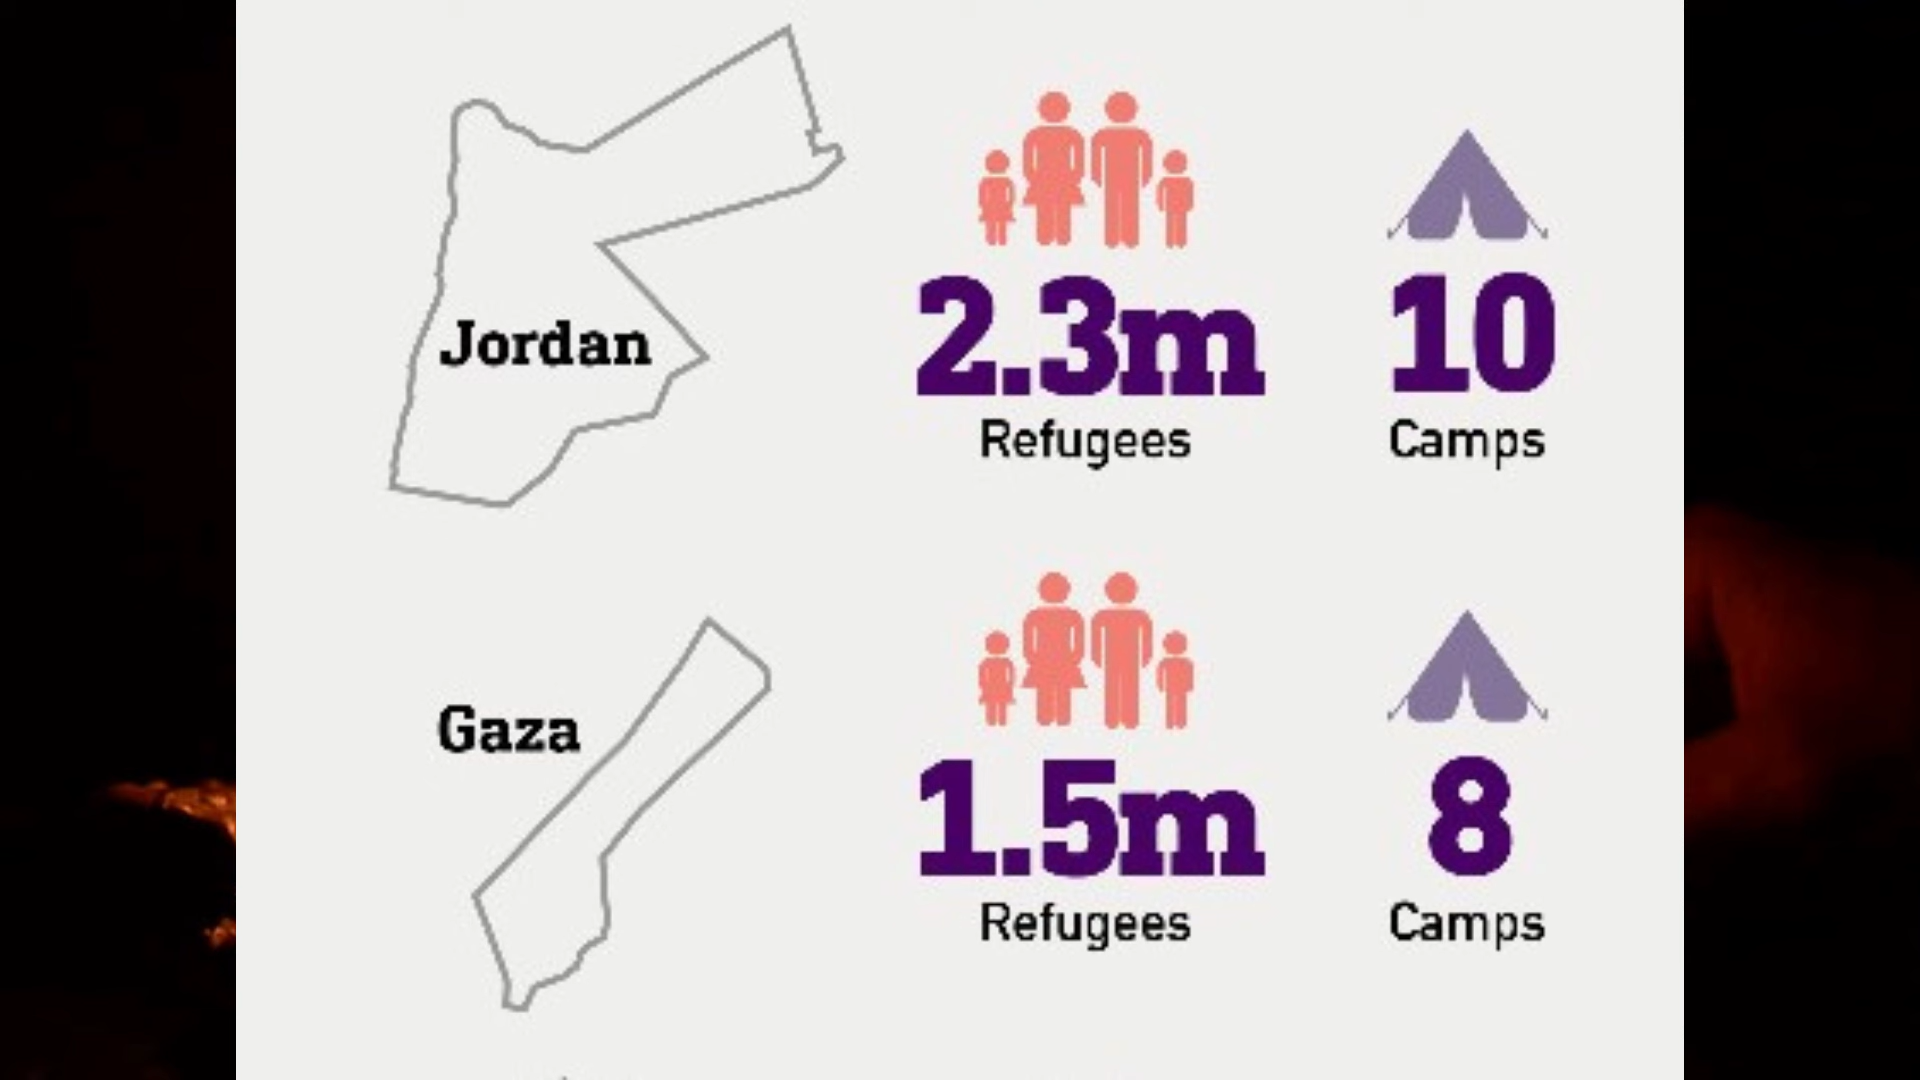 Jordan
2.3m
Refugees
10
Camps
Gaza
1.5m
Refugees
8
Camps